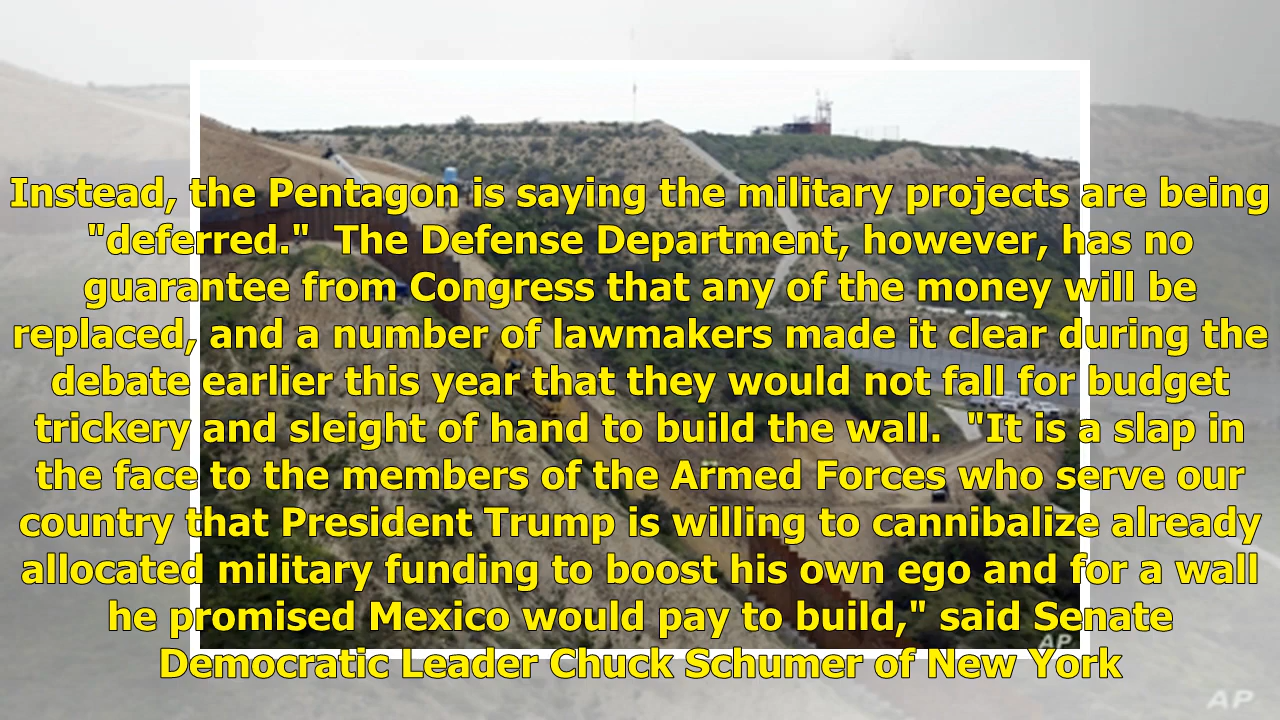 Instead, the Pentagon is saying the military projects are being
"deferred."  The Defense Department, however, has no
guarantee from Congress that any of the money will be
replaced, and a number of lawmakers made it clear during the
debate earlier this year that they would not fall for budget
trickery and sleight of hand to build the wall.  "It is a slap in
the face to the members of the Armed Forces who serve our
country that President Trump is willing to cannibalize already
allocated military funding to boost his own ego and for a wall
he promised Mexico would pay to build," said Senate
Democratic Leader Chuck Schumer of New York
AP
AP